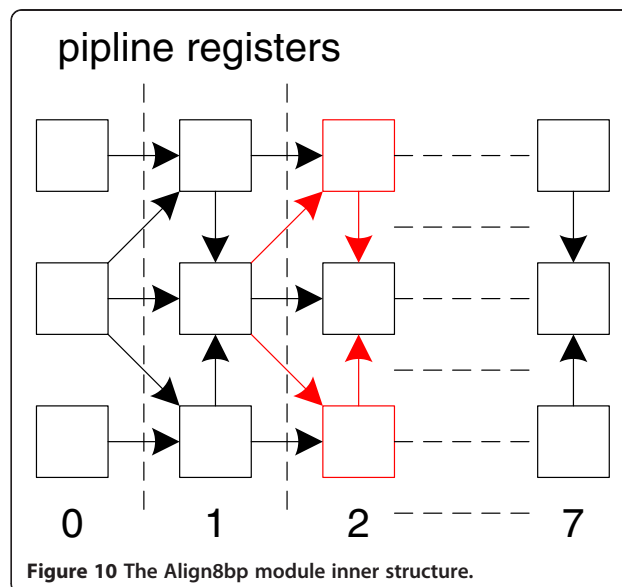 pipline registers
0 1 2 7
Figure 10 The Align8bp module inner structure.